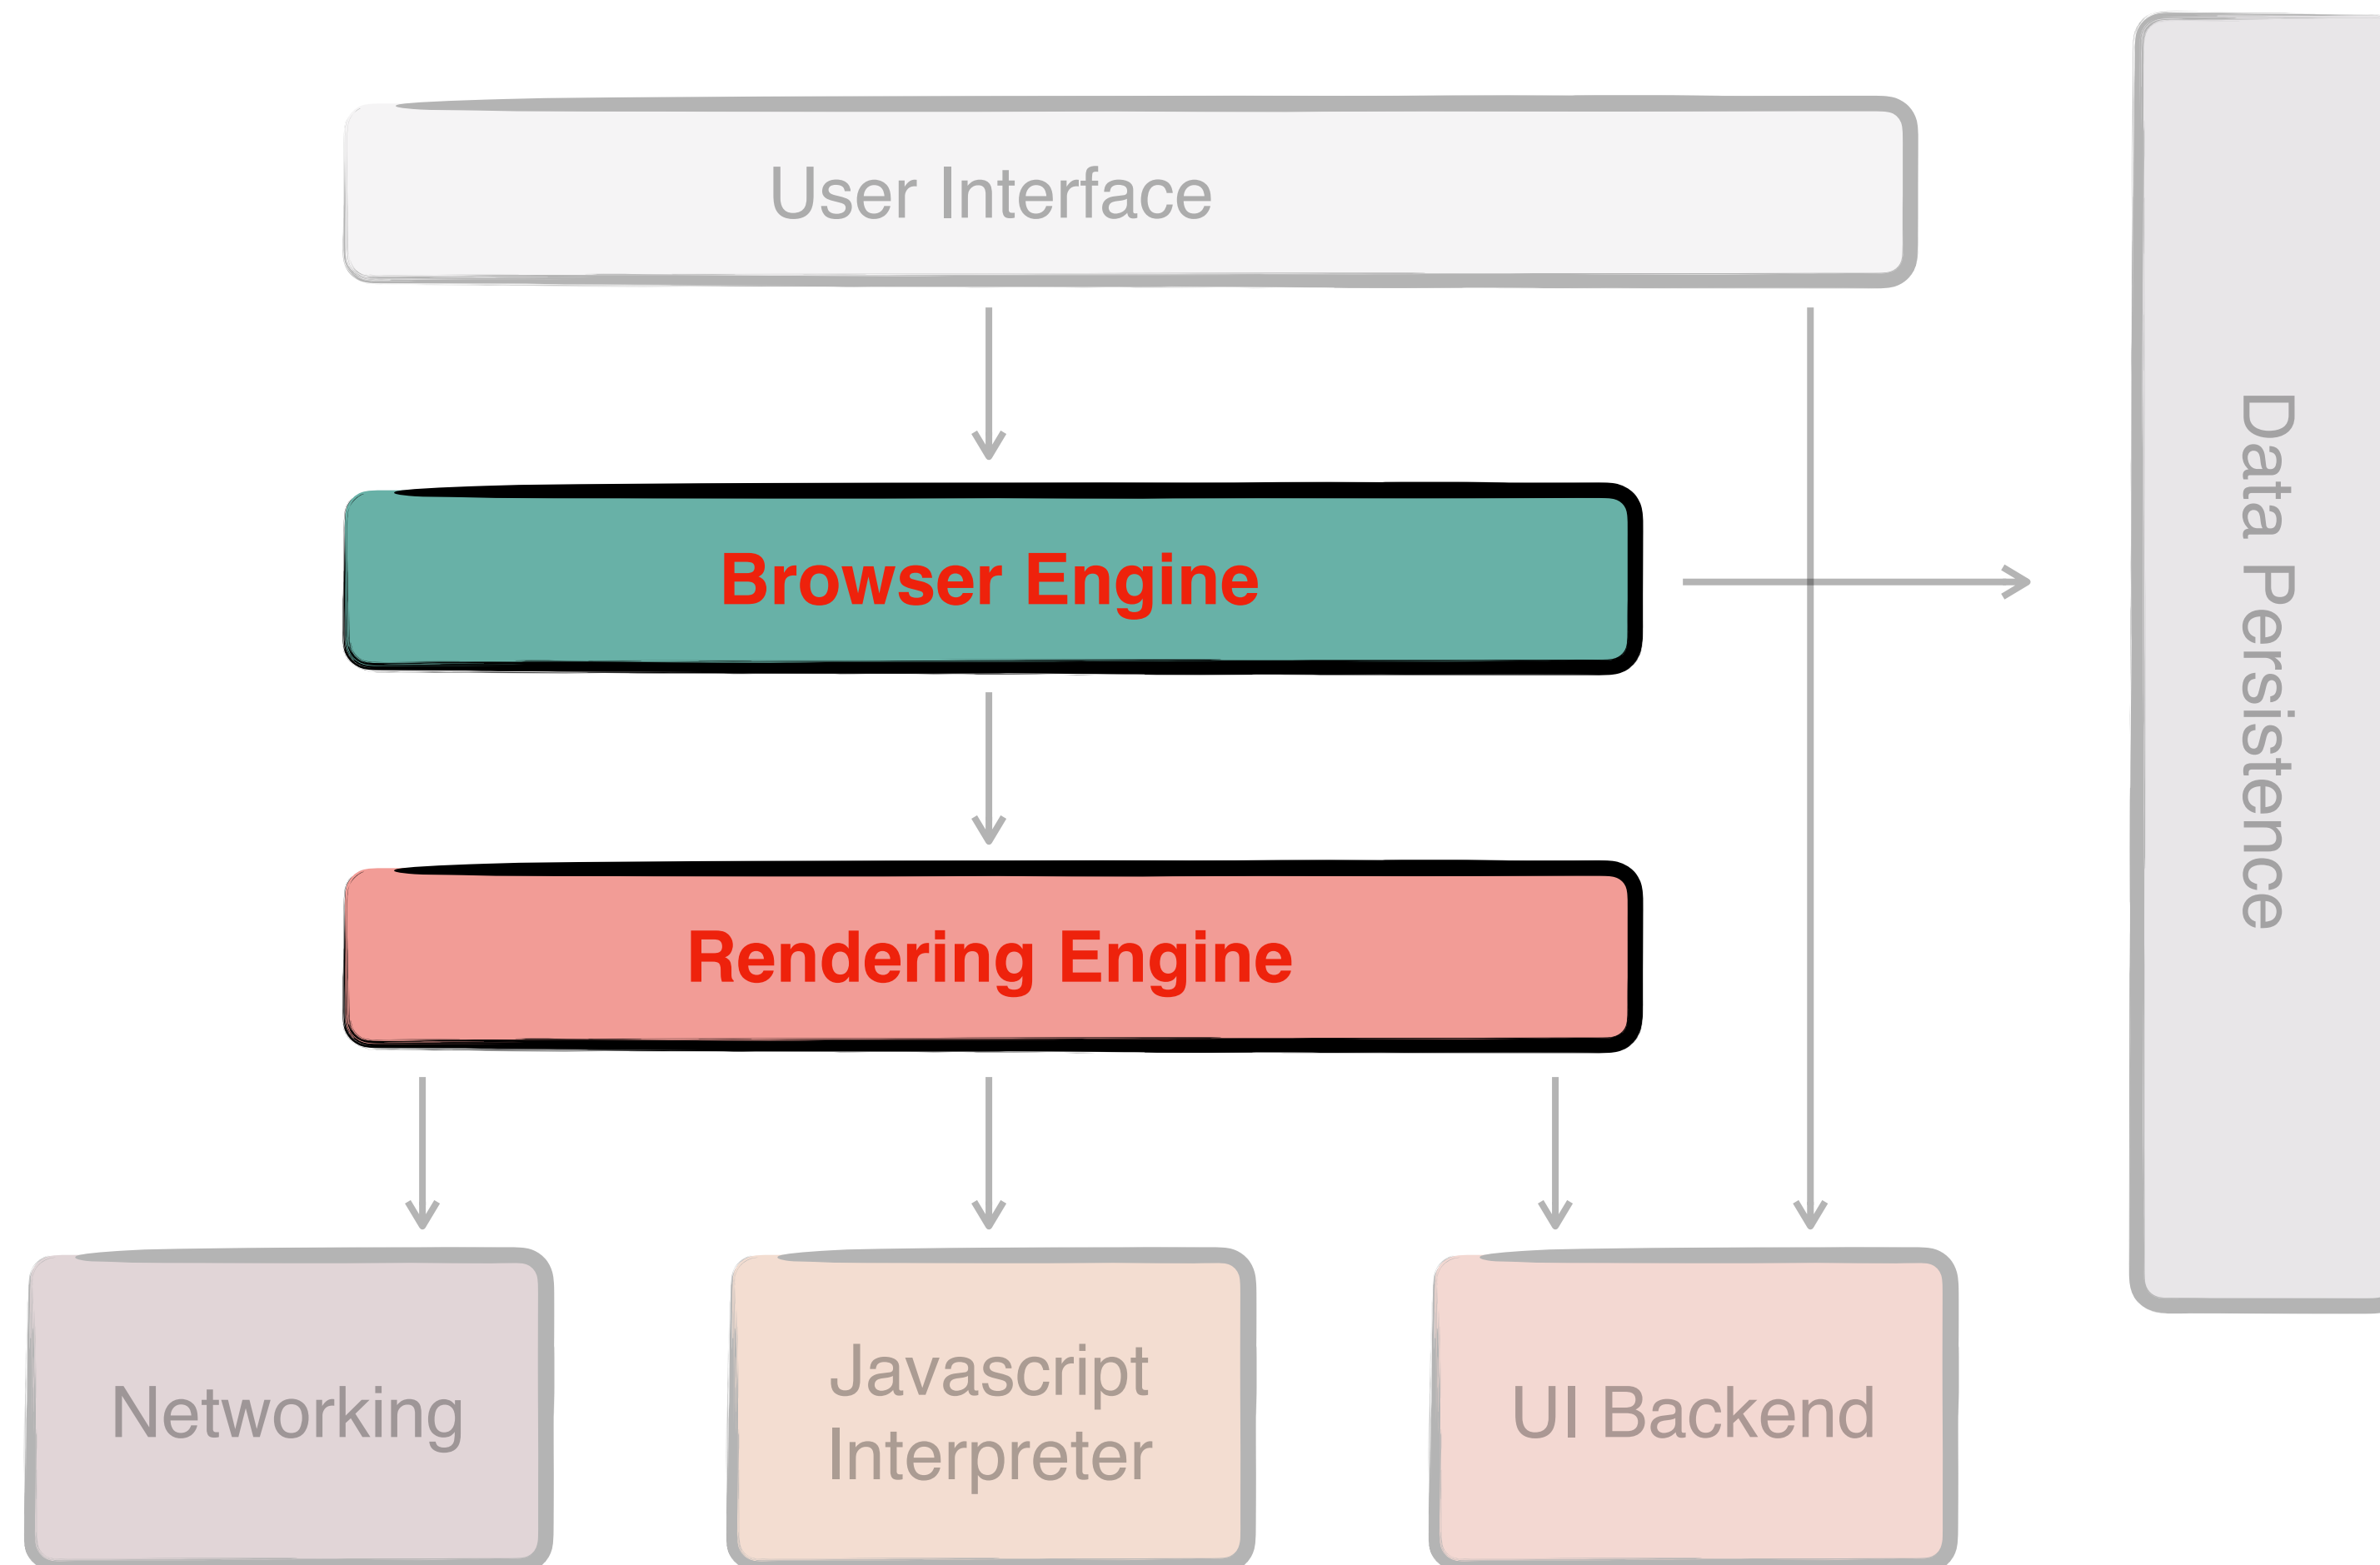 User Interface
Browser Engine
Data Persistence
Rendering Engine
Networking
Javascript
Interpreter
UI Backend